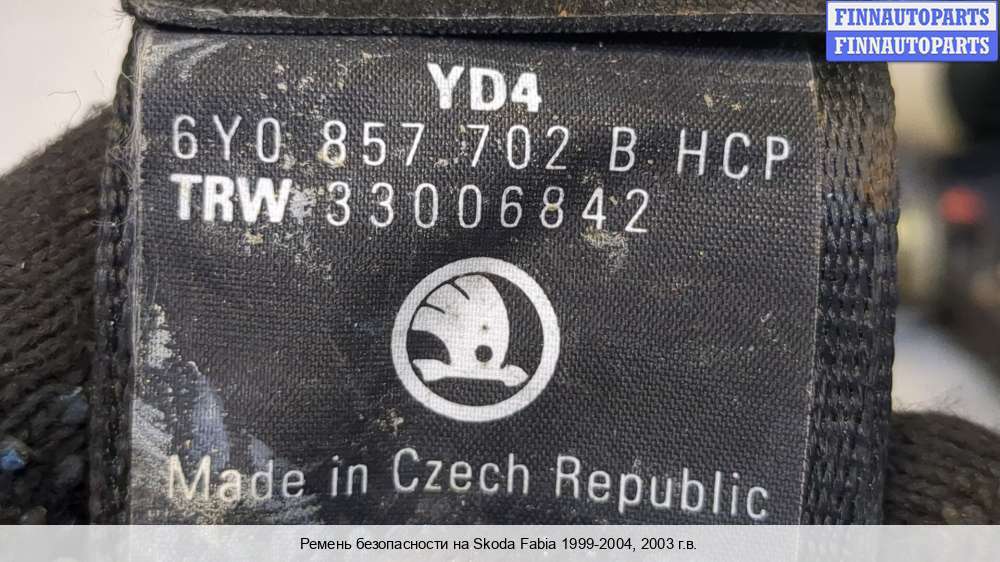 FINNAUTOPARTS
FINNAUTOPARTS
YD4
6Y0 857 702 B HCP
TRW 33006842
Made in Czech Republic
Ремень безопасности на Skoda Fabia 1999-2004, 2003 г.в.